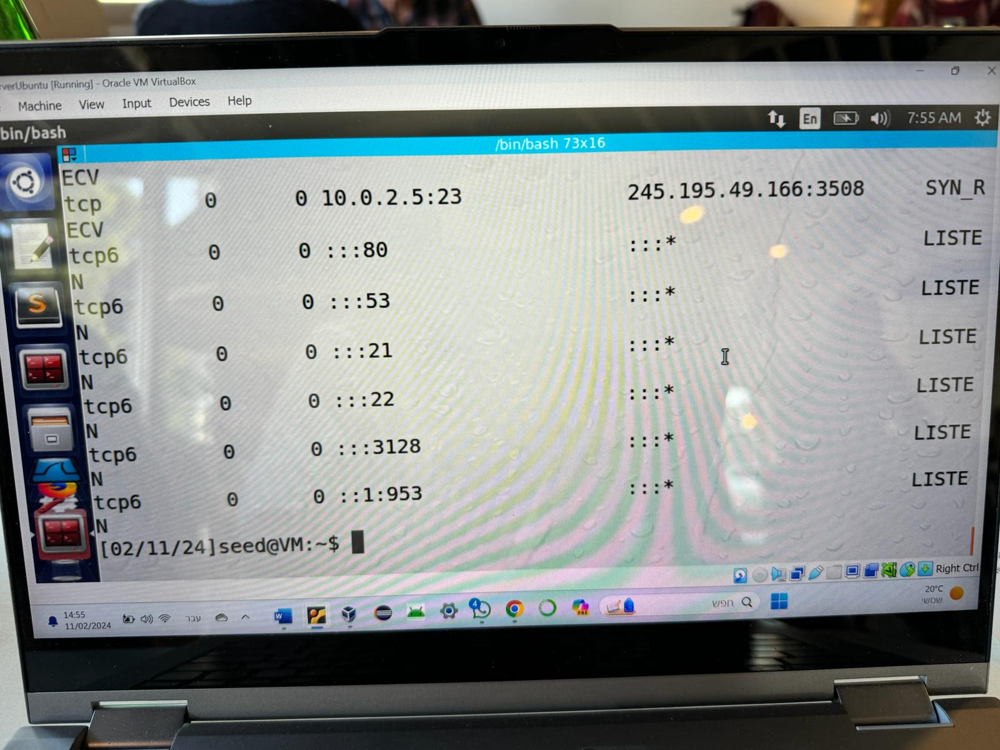 rverUbuntu [Running] - Oracle VM VirtualBox
Machine View Input Devices Help
bin/bash En 7:55 AM
/bin/bash 73x16
ECV
tcp 0 0 10.0.2.5:23 245.195.49.166:3508 SYN_R
ECV
tcp6 0 0 :::80 :::* LISTE
N
tcp6 0 0 :::53 :::* LISTE
N
tcp6 0 0 :::21 :::* LISTE
N
tcp6 0 0 :::22 :::* LISTE
N
tcp6 0 0 :::3128 :::* LISTE
N
tcp6 0 0 ::1:953 :::* LISTE
N
[02/11/24]seed@VM:~$
Right Ctrl
14:55
11/02/2024
עבר
W
4
PRE
חפש
20°C
שמשי